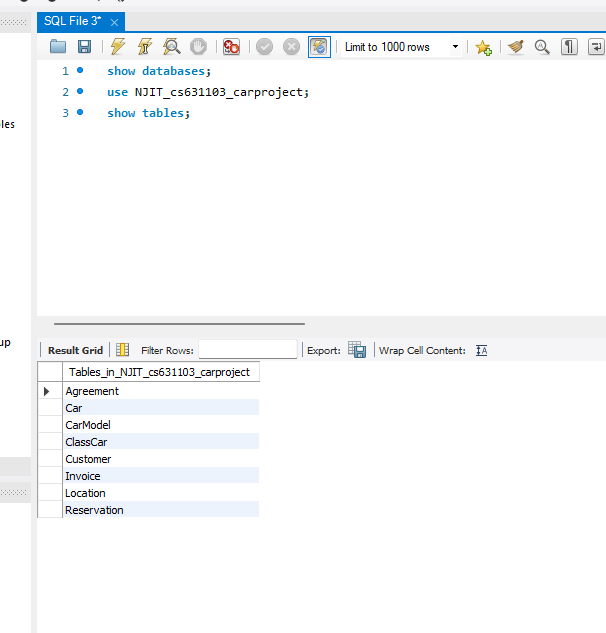 SQL File 3*
Limit to 1000 rows
1 show databases;
2 use NJIT_cs631103_carproject;
3 show tables;
les
up
Result Grid Filter Rows: Export: Wrap Cell Content:
Tables_in_NJIT_cs631103_carproject
Agreement
Car
CarModel
ClassCar
Customer
Invoice
Location
Reservation